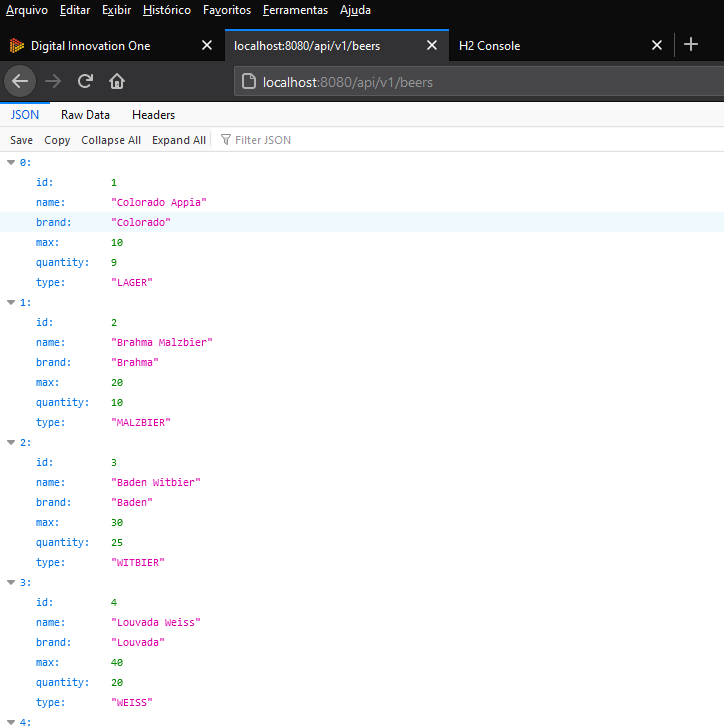 Arquivo Editar Exibir Histórico Favoritos Ferramentas Ajuda
Digital Innovation One localhost:8080/api/v1/beers H2 Console
localhost:8080/api/v1/beers
JSON Raw Data Headers
Save Copy Collapse All Expand All Filter JSON
0:
id: 1
name: "Colorado Appia"
brand: "Colorado"
max: 10
quantity: 9
type: "LAGER"
1:
id: 2
name: "Brahma Malzbier"
brand: "Brahma"
max: 20
quantity: 10
type: "MALZBIER"
2:
id: 3
name: "Baden Witbier"
brand: "Baden"
max: 30
quantity: 25
type: "WITBIER"
3:
id: 4
name: "Louvada Weiss"
brand: "Louvada"
max: 40
quantity: 20
type: "WEISS"
4: